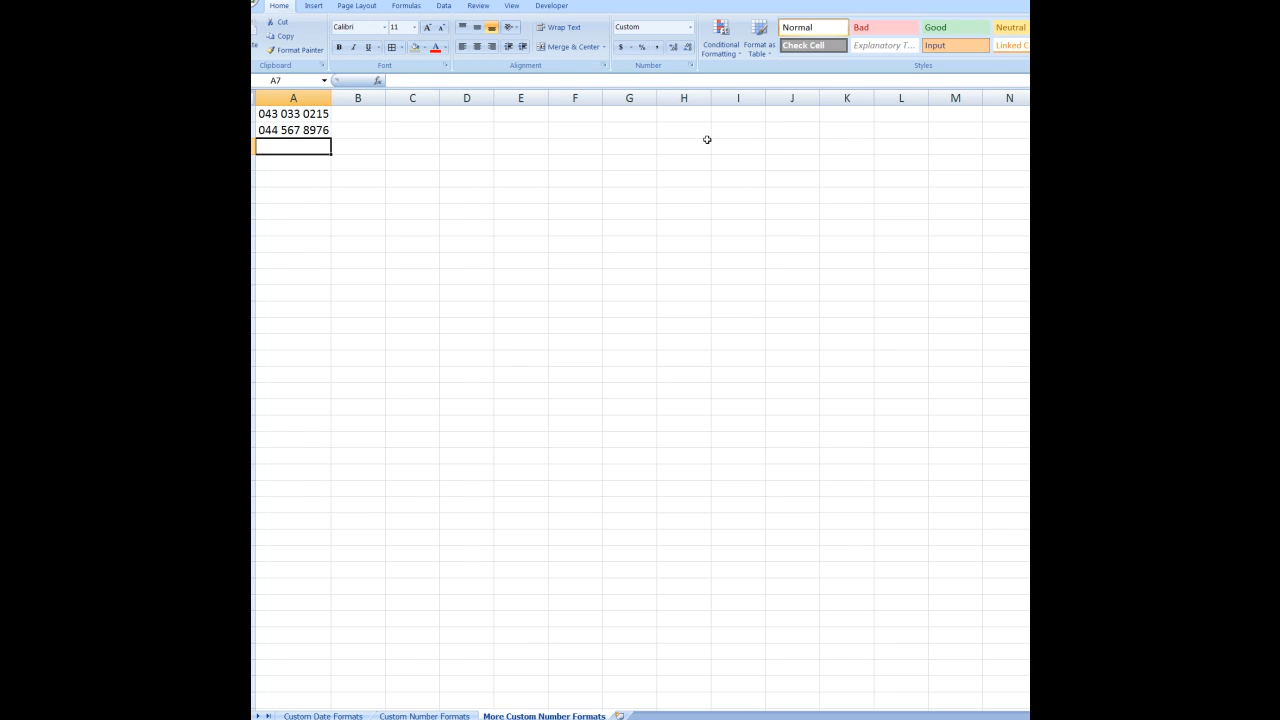 Home Insert Page Layout Formulas Data Review View Developer
Cut Calibri 11 A A Wrap Text Custom Normal Bad Good Neutral
Copy
Format Painter B I U A Merge & Center $ % , Conditional Formatting Format as Table Check Cell Explanatory T... Input Linked C
Clipboard Font Alignment Number Styles
A7 fx
A B C D E F G H I J K L M N
043 033 0215
044 567 8976
Custom Date Formats Custom Number Formats More Custom Number Formats